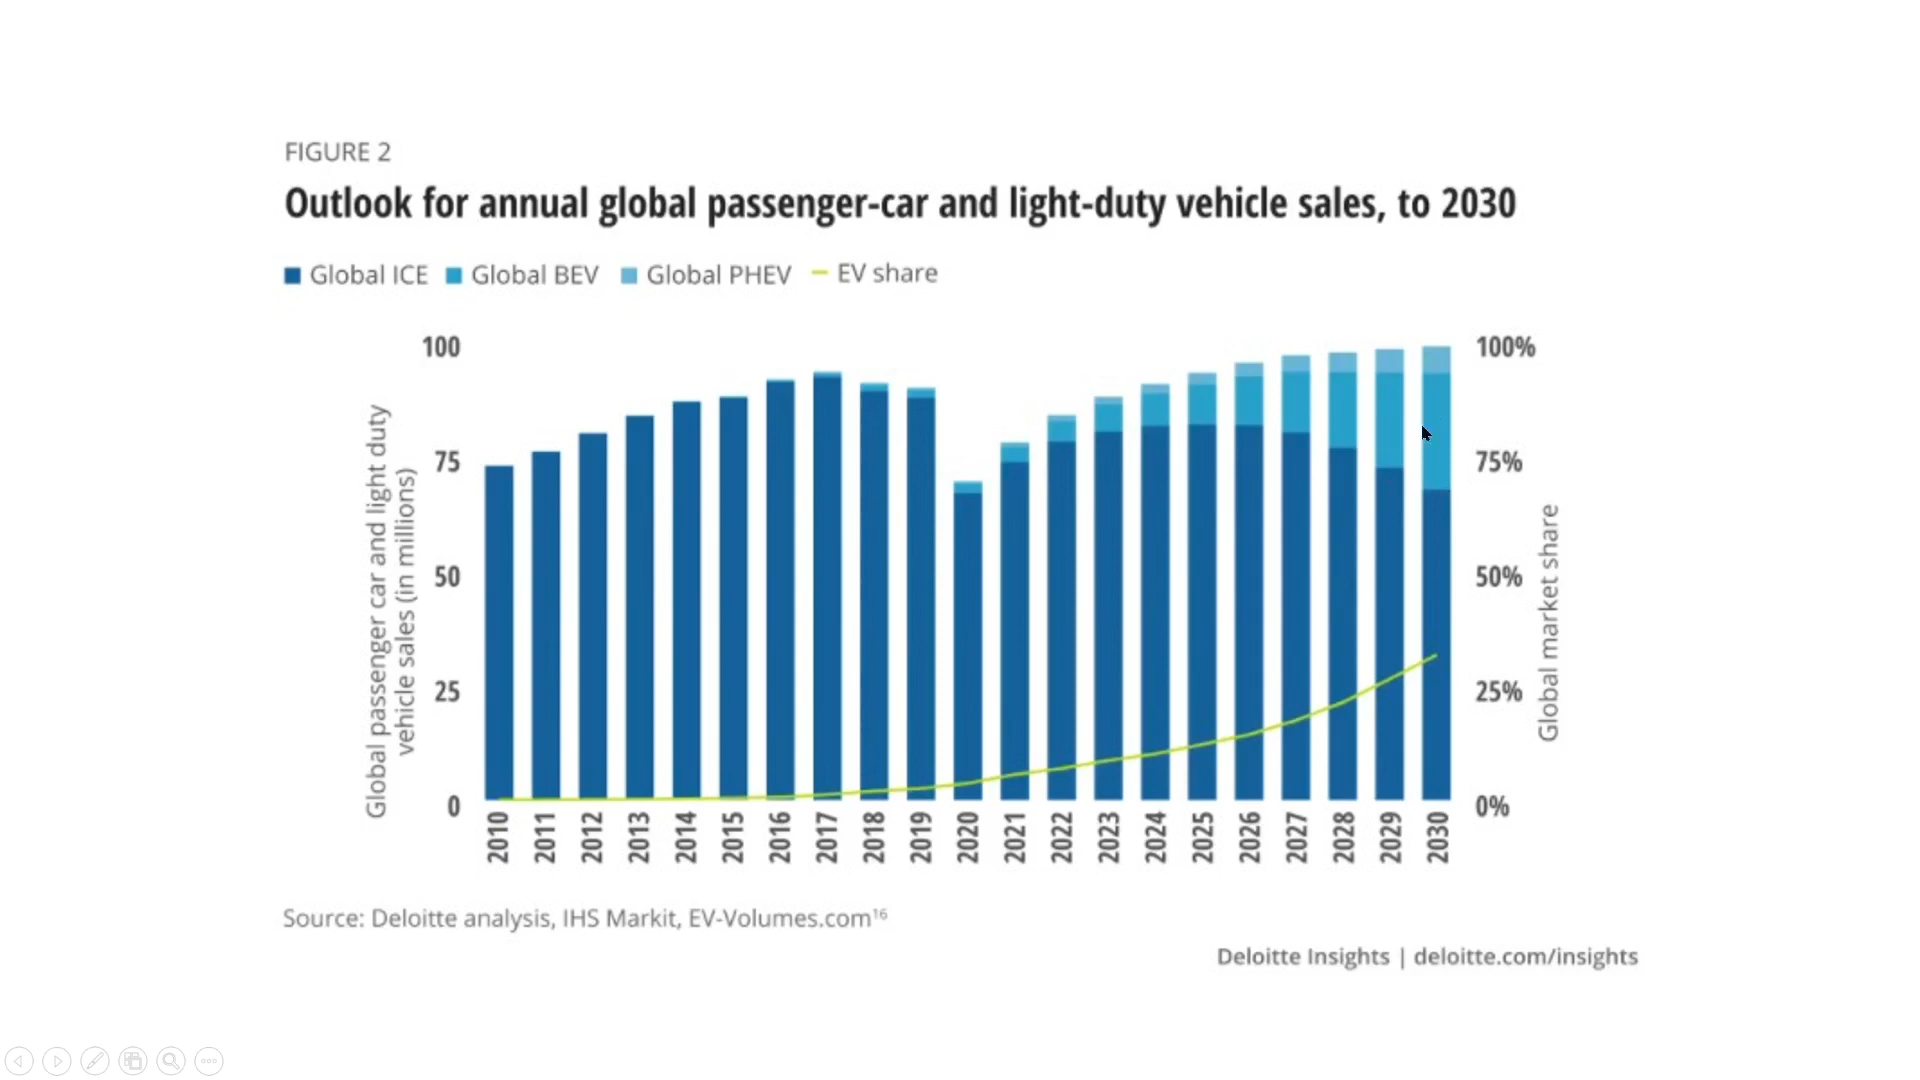 FIGURE 2
Outlook for annual global passenger-car and light-duty vehicle sales, to 2030
Global ICE Global BEV Global PHEV EV share
Global passenger car and light duty
vehicle sales (in millions)
100
75
50
25
0
100%
75%
50%
25%
0%
Global market share
2010 2011 2012 2013 2014 2015 2016 2017 2018 2019 2020 2021 2022 2023 2024 2025 2026 2027 2028 2029 2030
Source: Deloitte analysis, IHS Markit, EV-Volumes.com¹⁶
Deloitte Insights | deloitte.com/insights